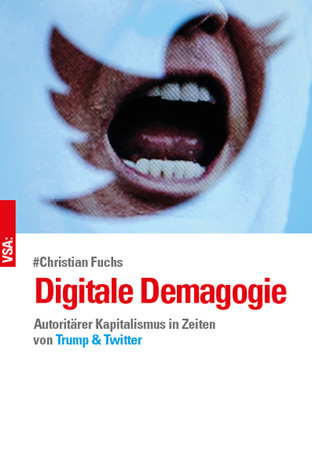 VSA:
#Christian Fuchs
Digitale Demagogie
Autoritärer Kapitalismus in Zeiten
von Trump & Twitter